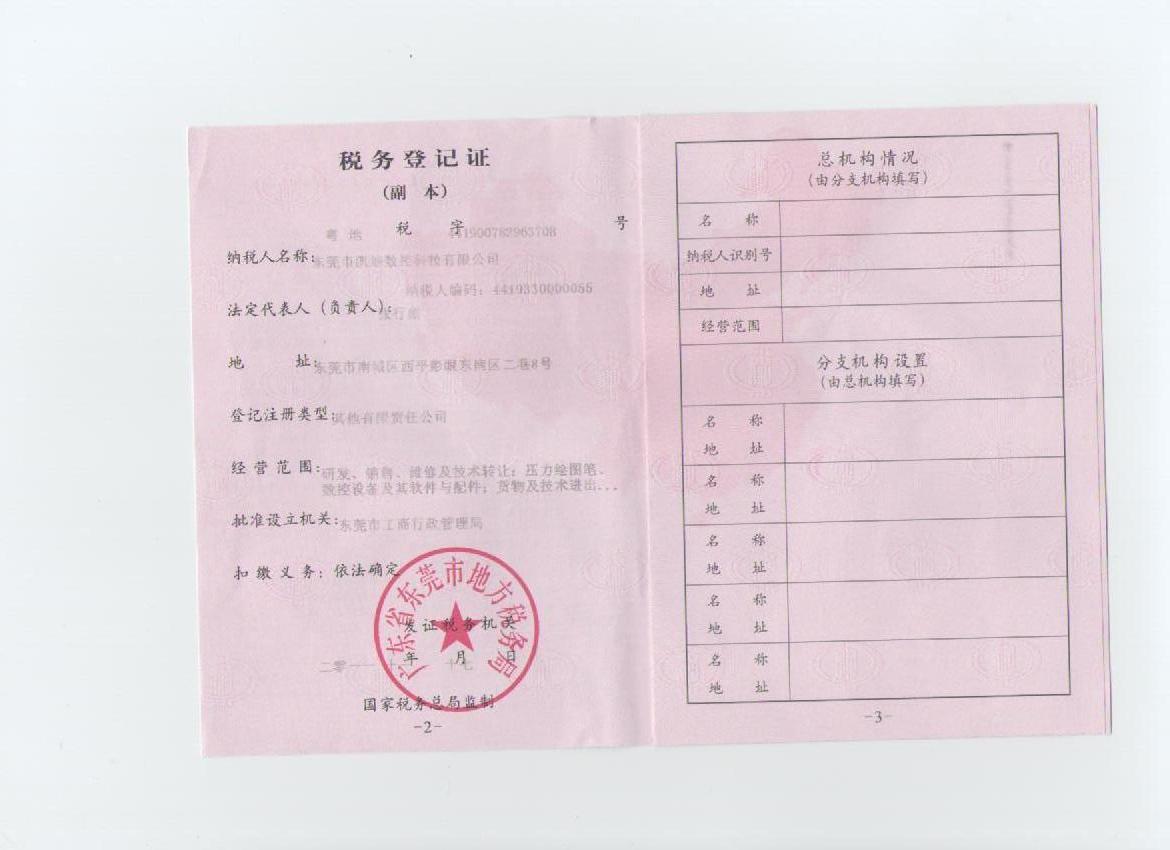 税务登记证
(副 本)
粤 地 税 字 441900782963708 号
纳税人名称: 东莞市凯 数控科技有限公司
纳税人编码: 4419330000055
法定代表人(负责人):
地 址: 东莞市南城区西平 东 区二巷8号
登记注册类型: 其他有限责任公司
经 营 范 围: 研发、销售、维修及技术转让: 压力绘图笔、
数控设备及其软件与配件; 货物及技术进出...
批准设立机关: 东莞市工商行政管理局
扣 缴 义 务: 依法确定
广东省东莞市地方税务局
发证税务机关
二零一一 年 月 十七 日
国家税务总局监制
-2-
总机构情况
(由分支机构填写)
名 称
纳税人识别号
地 址
经营范围
分支机构设置
(由总机构填写)
名 称
地 址
名 称
地 址
名 称
地 址
名 称
地 址
名 称
地 址
-3-